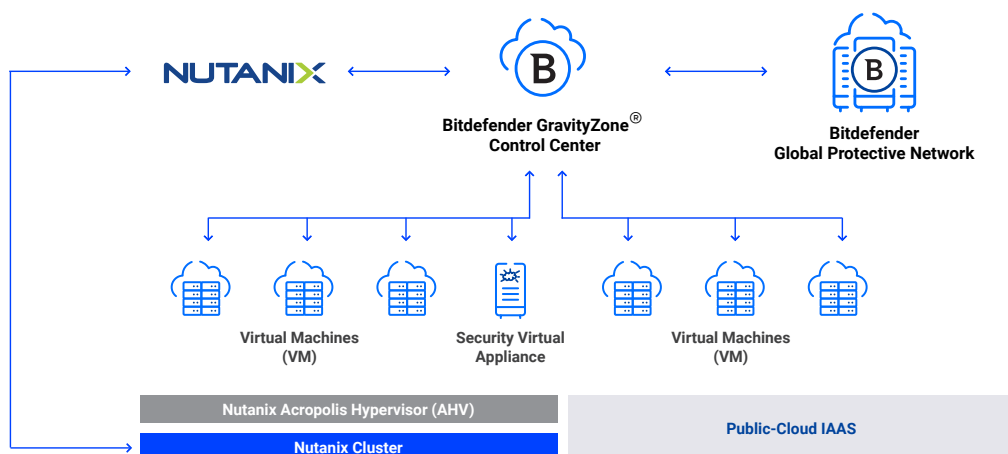 NUTANIX
B
B
Bitdefender GravityZone®
Control Center
Bitdefender
Global Protective Network
Virtual Machines
(VM)
Security Virtual
Appliance
Virtual Machines
(VM)
Nutanix Acropolis Hypervisor (AHV)
Nutanix Cluster
Public-Cloud IAAS